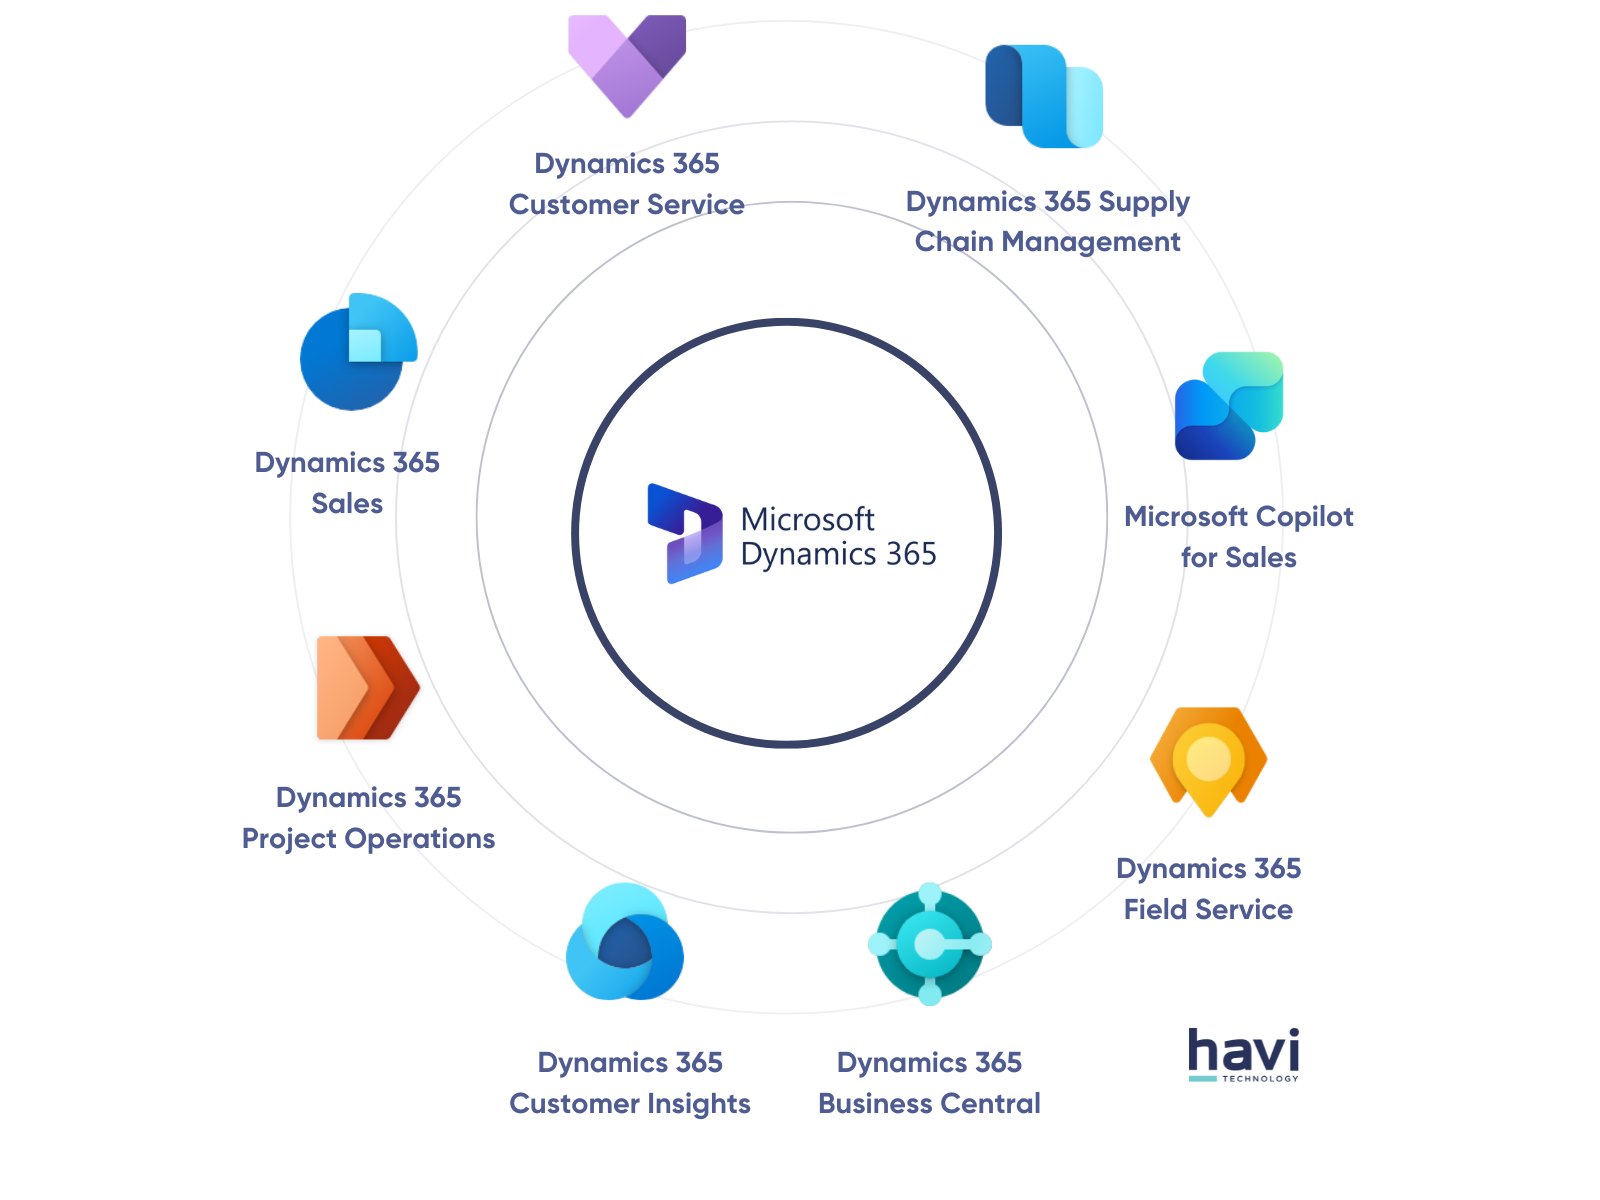 Dynamics 365
Customer Service
Dynamics 365 Supply
Chain Management
Dynamics 365
Sales
Microsoft Copilot
for Sales
Microsoft
Dynamics 365
Dynamics 365
Project Operations
Dynamics 365
Field Service
Dynamics 365
Customer Insights
Dynamics 365
Business Central
havi
TECHNOLOGY